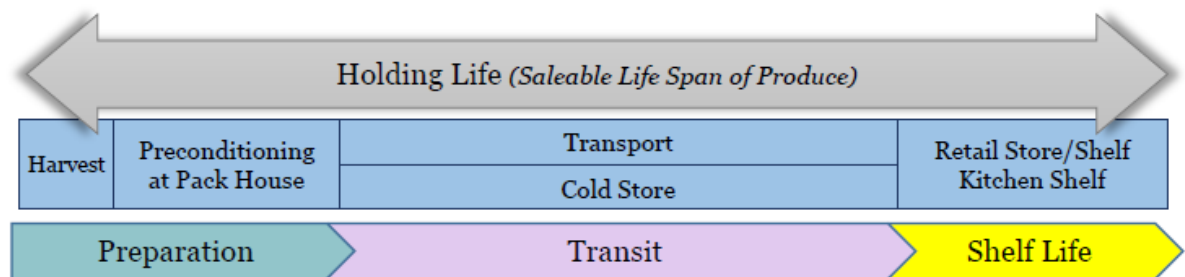 Holding Life (Saleable Life Span of Produce)
Harvest
Preconditioning
at Pack House
Transport
Cold Store
Retail Store/Shelf
Kitchen Shelf
Preparation
Transit
Shelf Life